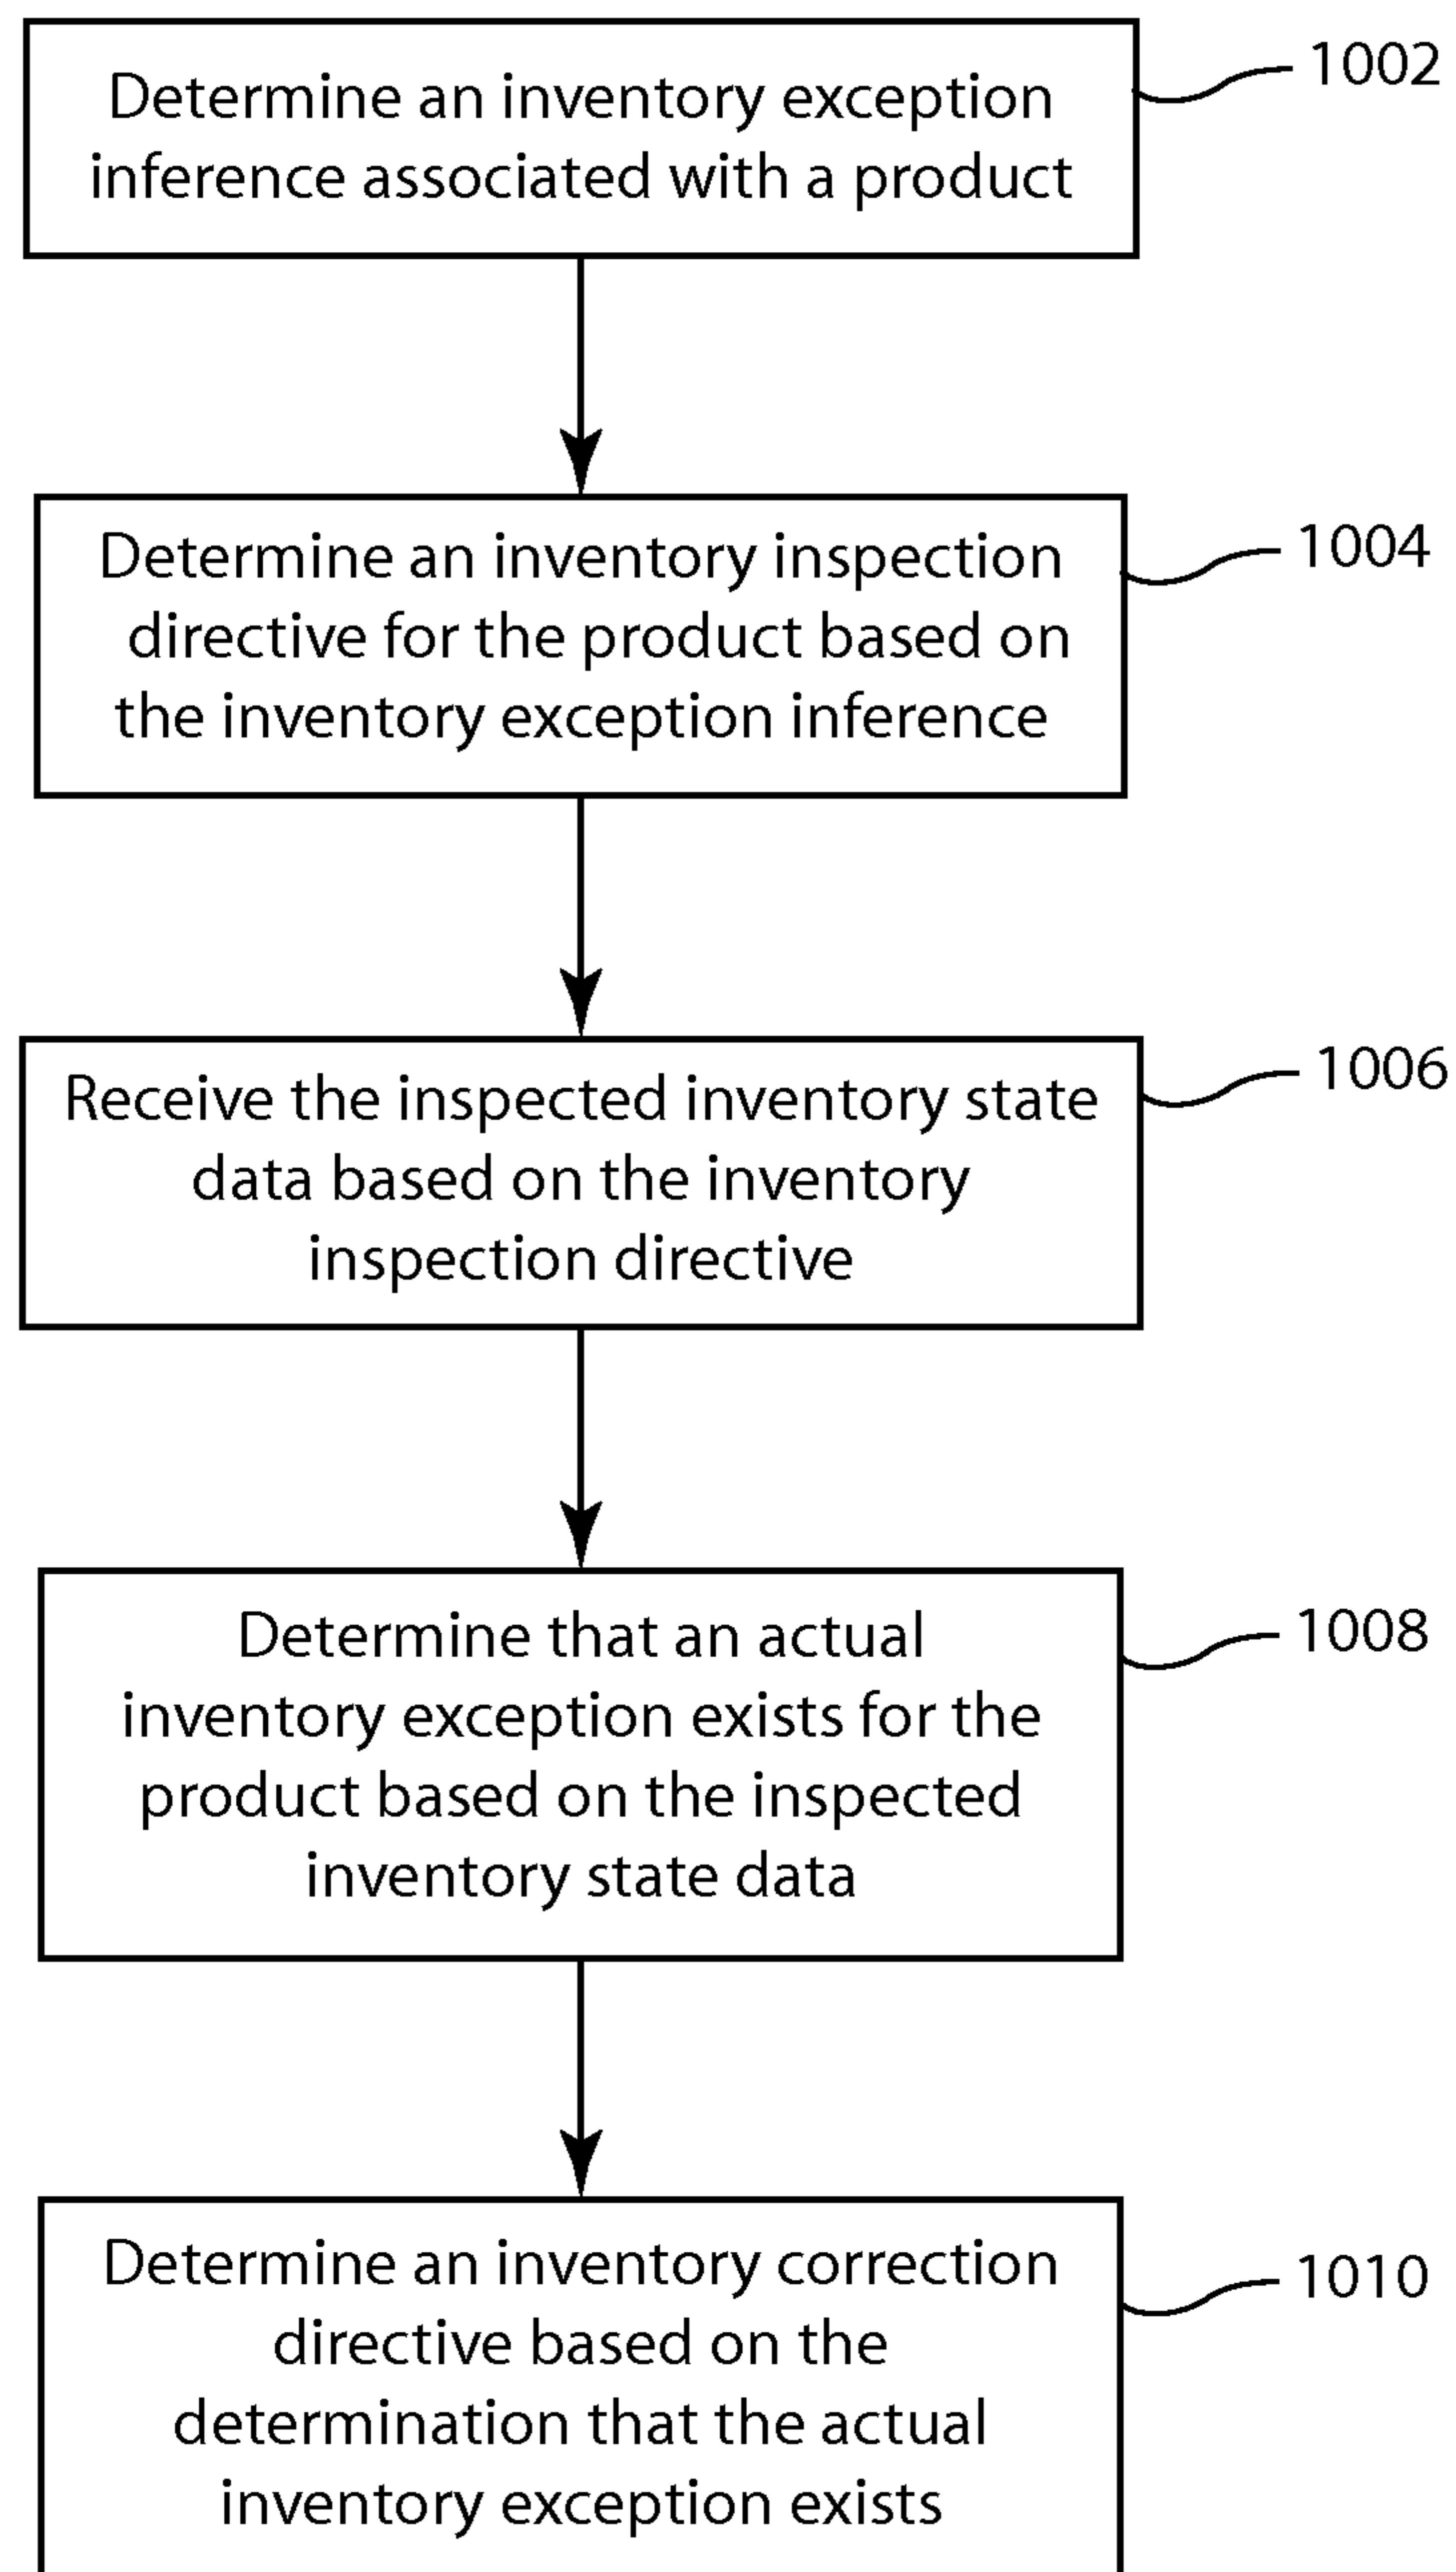 Determine an inventory exception
inference associated with a product
1002
Determine an inventory inspection
directive for the product based on
the inventory exception inference
1004
Receive the inspected inventory state
data based on the inventory
inspection directive
1006
Determine that an actual
inventory exception exists for the
product based on the inspected
inventory state data
1008
Determine an inventory correction
directive based on the
determination that the actual
inventory exception exists
1010